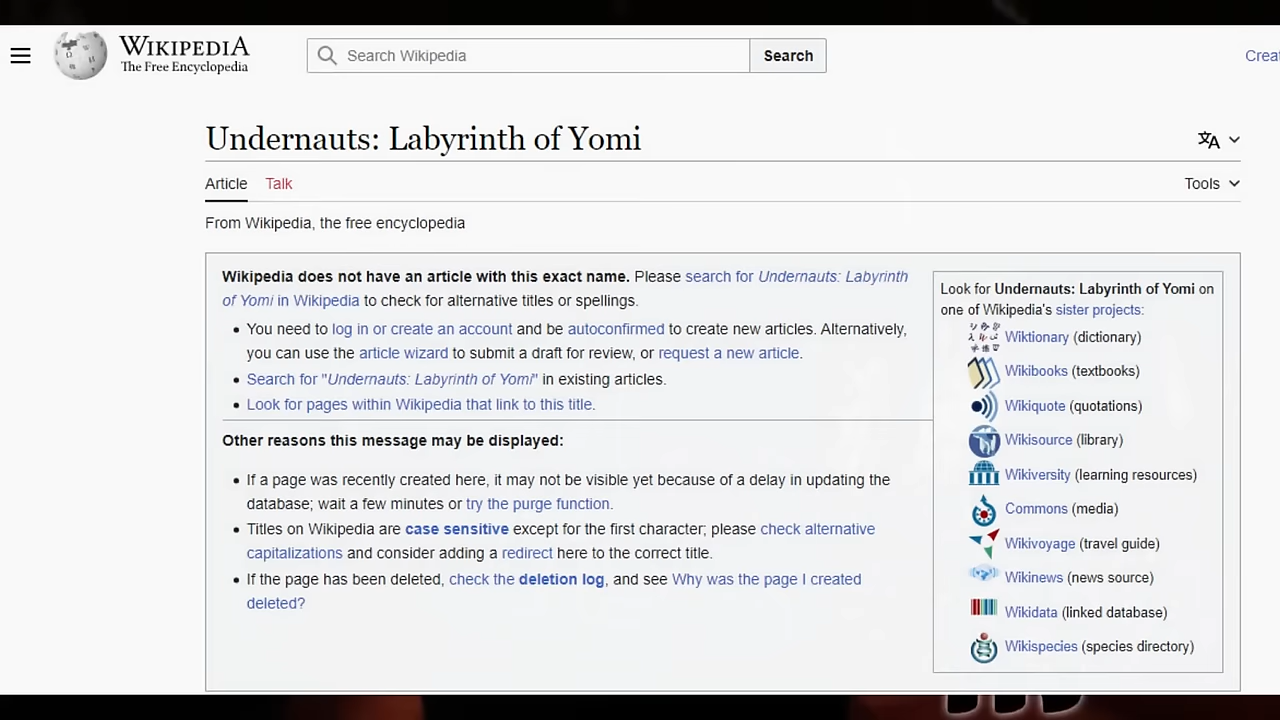 WIKIPEDIA
The Free Encyclopedia
Search Wikipedia
Search
Creat
Undernauts: Labyrinth of Yomi
Article Talk
Tools
From Wikipedia, the free encyclopedia
Wikipedia does not have an article with this exact name. Please search for Undernauts: Labyrinth
of Yomi in Wikipedia to check for alternative titles or spellings.
You need to log in or create an account and be autoconfirmed to create new articles. Alternatively,
you can use the article wizard to submit a draft for review, or request a new article.
Search for "Undernauts: Labyrinth of Yomi" in existing articles.
Look for pages within Wikipedia that link to this title.
Other reasons this message may be displayed:
If a page was recently created here, it may not be visible yet because of a delay in updating the
database; wait a few minutes or try the purge function.
Titles on Wikipedia are case sensitive except for the first character; please check alternative
capitalizations and consider adding a redirect here to the correct title.
If the page has been deleted, check the deletion log, and see Why was the page I created
deleted?
Look for Undernauts: Labyrinth of Yomi on
one of Wikipedia's sister projects:
Wiktionary (dictionary)
Wikibooks (textbooks)
Wikiquote (quotations)
Wikisource (library)
Wikiversity (learning resources)
Commons (media)
Wikivoyage (travel guide)
Wikinews (news source)
Wikidata (linked database)
Wikispecies (species directory)